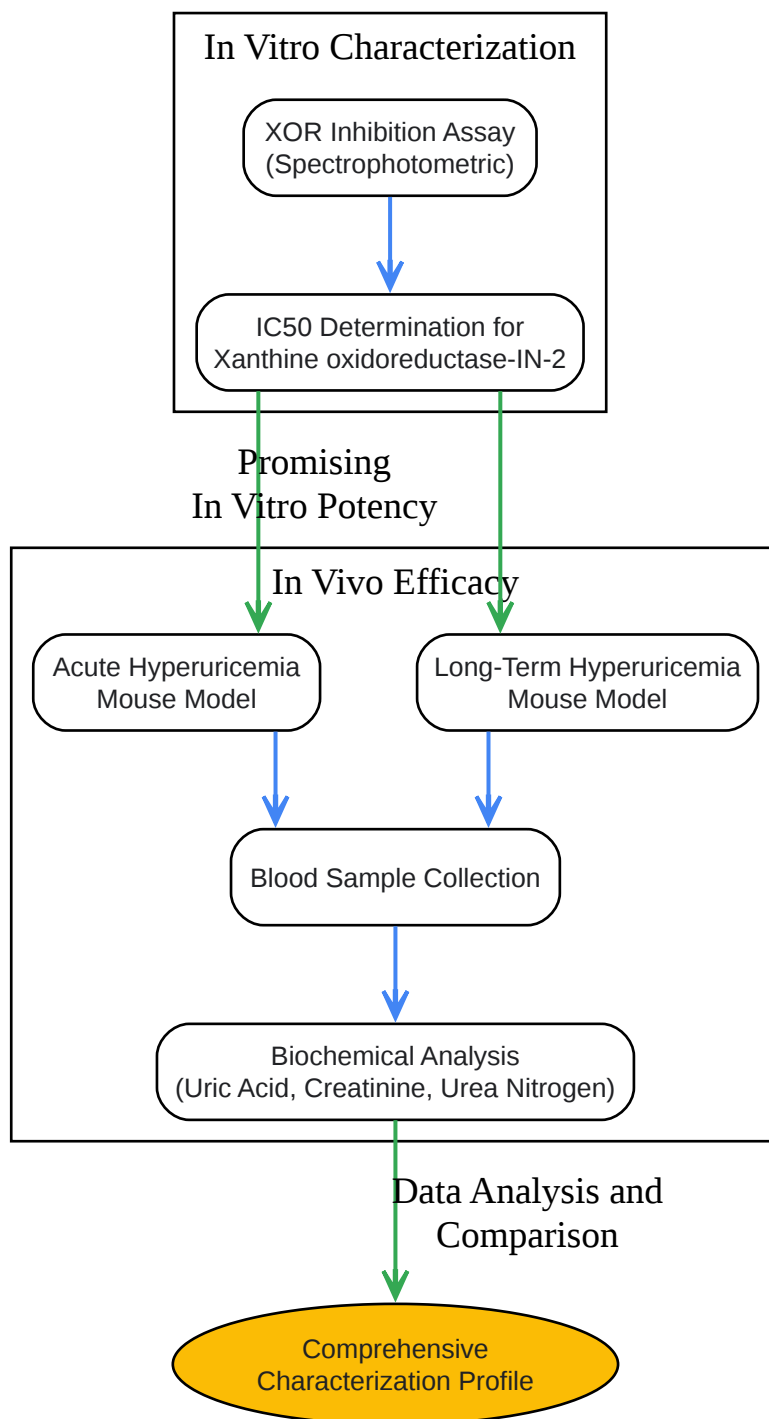 In Vitro Characterization
XOR Inhibition Assay
(Spectrophotometric)
IC50 Determination for
Xanthine oxidoreductase-IN-2
Promising
In Vitro Potency
In Vivo Efficacy
Acute Hyperuricemia
Mouse Model
Long-Term Hyperuricemia
Mouse Model
Blood Sample Collection
Biochemical Analysis
(Uric Acid, Creatinine, Urea Nitrogen)
Data Analysis and
Comparison
Comprehensive
Characterization Profile